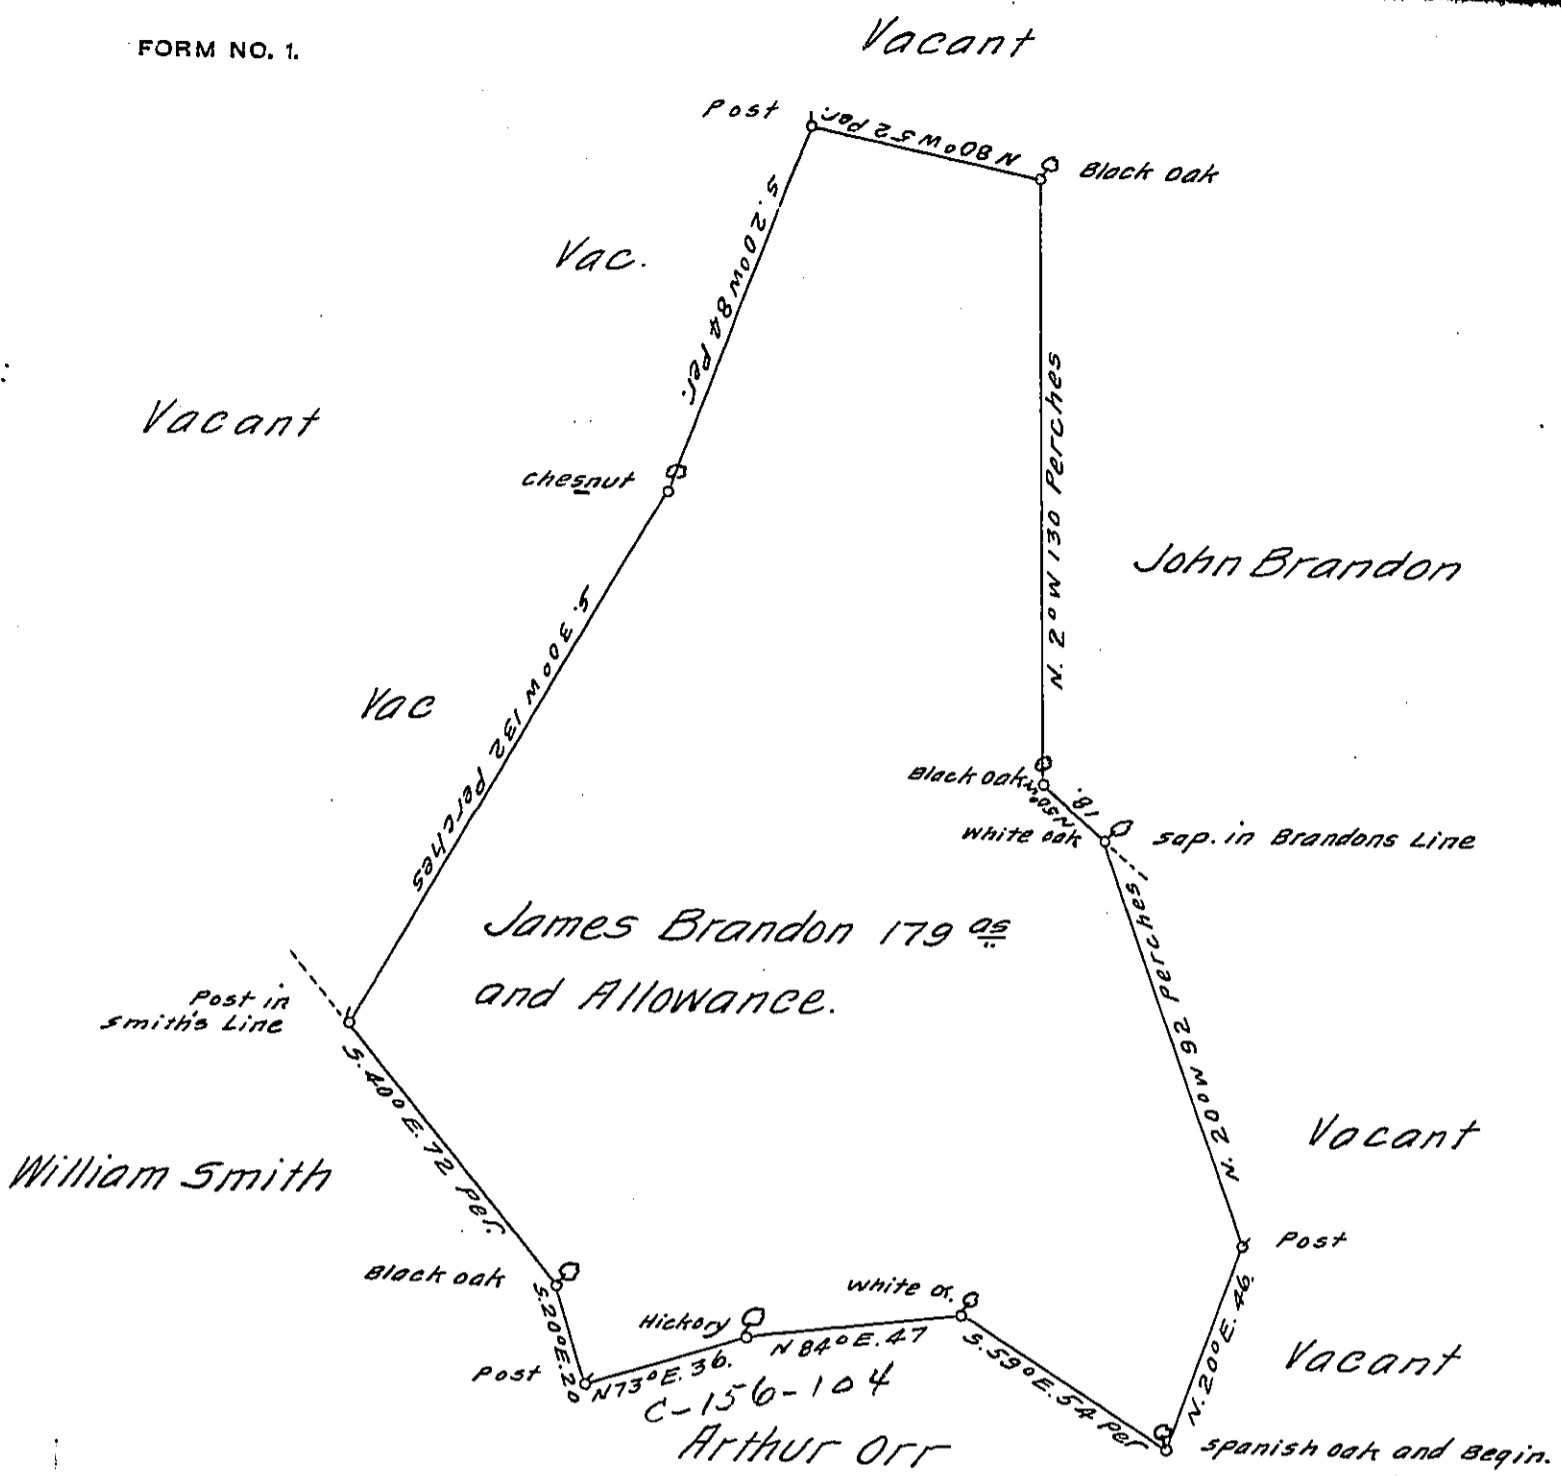 FORM NO. 1.
Vacant
Post
N 80° W 52 Per.
Black Oak
S. 20° W 84 Per.
Vac.
Vacant
Chesnut
N. 2° W 130 Perches
John Brandon
S. 30° W 132 Perches
Vac
Black Oak
N 50° W 18.
White Oak
Sap. in Brandons Line
James Brandon 179 as
and Allowance.
N. 20° W 92 Perches
Post in
Smith's Line
S. 40° E. 72 Per.
Vacant
William Smith
Post
Black Oak
White O.
Hickory
S. 20° E. 20
Post
N 73° E. 36.
N 84° E. 47
S. 59° E. 54 Per
N. 20° E. 46.
Vacant
C-156-104
Arthur Orr
Spanish Oak and Begin.